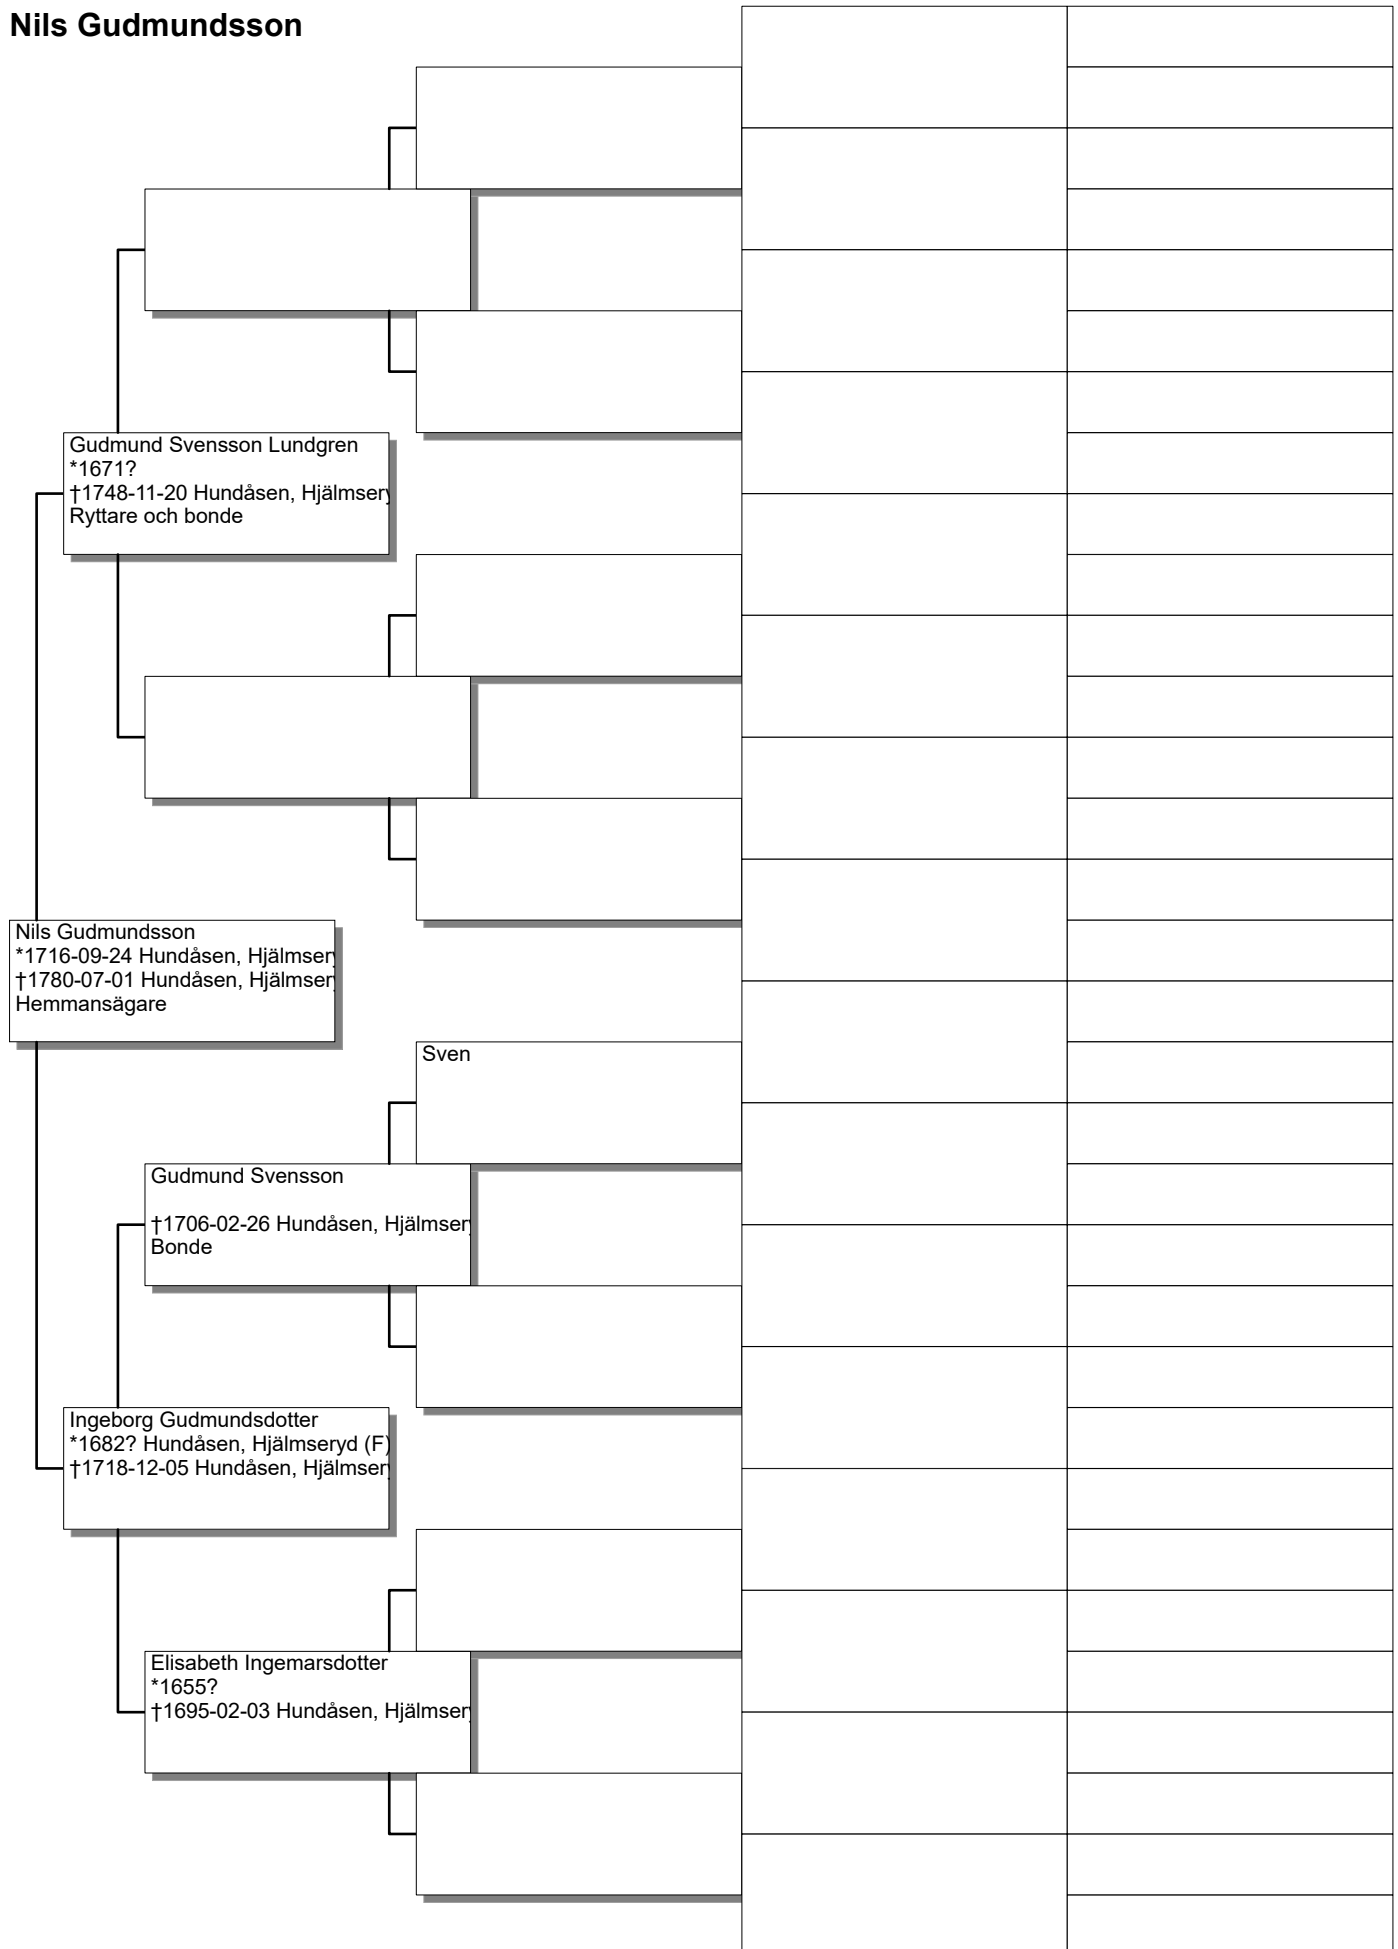 Nils Gudmundsson
Gudmund Svensson Lundgren
*1671?
†1748-11-20 Hundåsen, Hjälmsery
Ryttare och bonde
Nils Gudmundsson
*1716-09-24 Hundåsen, Hjälmsery
†1780-07-01 Hundåsen, Hjälmsery
Hemmansägare
Sven
Gudmund Svensson
†1706-02-26 Hundåsen, Hjälmsery
Bonde
Ingeborg Gudmundsdotter
*1682? Hundåsen, Hjälmseryd (F)
†1718-12-05 Hundåsen, Hjälmsery
Elisabeth Ingemarsdotter
*1655?
†1695-02-03 Hundåsen, Hjälmsery